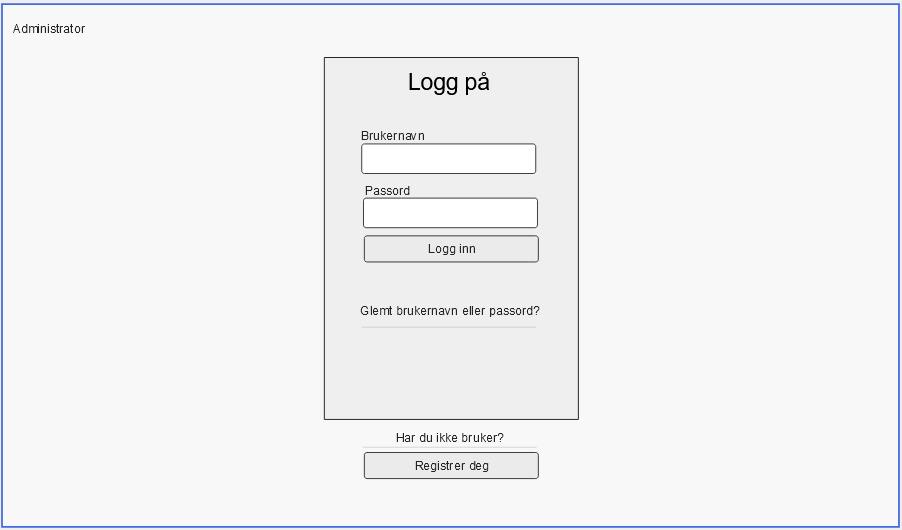 Administrator
Logg på
Brukernavn
Passord
Logg inn
Glemt brukernavn eller passord?
Har du ikke bruker?
Registrer deg